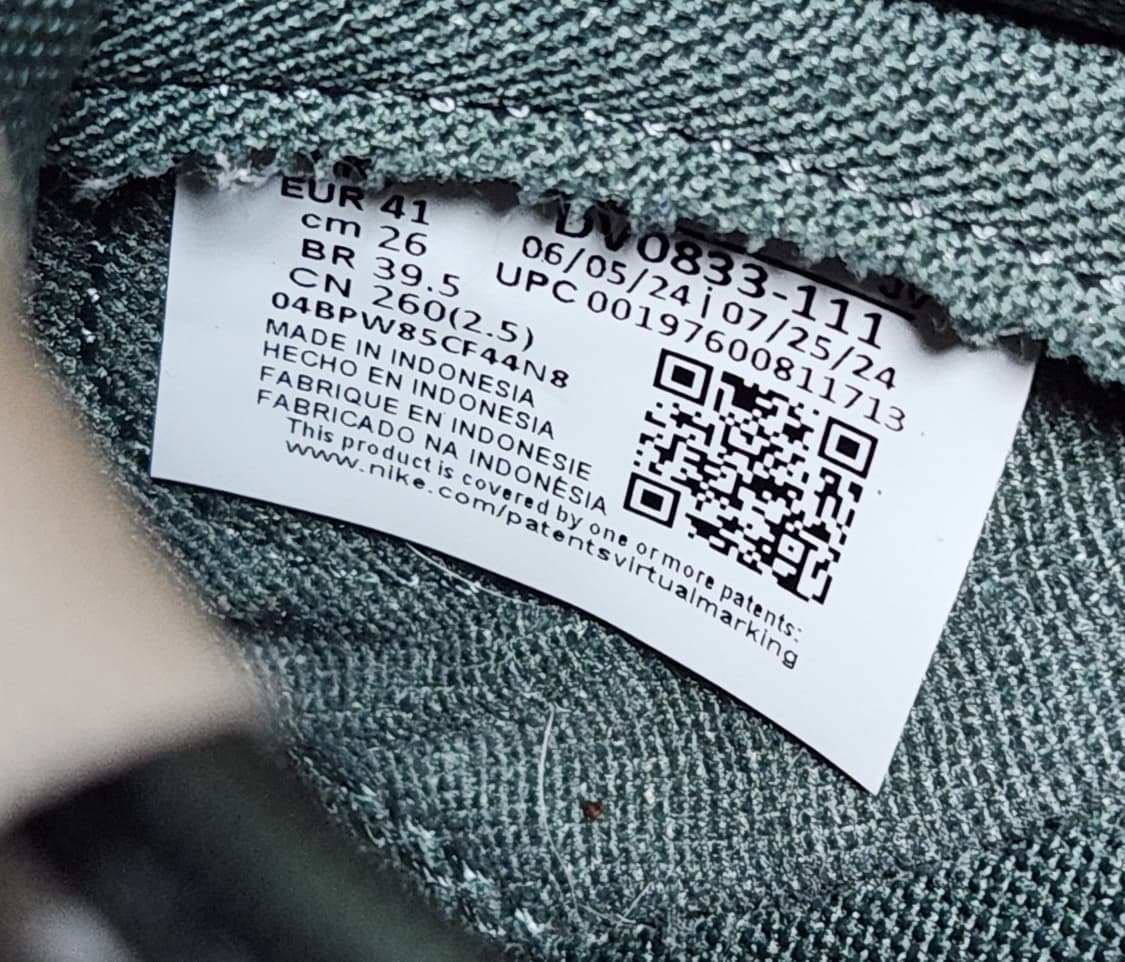 EUR 41
cm 26
BR 39.5
CN 260(2.5)
04BPW85CF44N8
MADE IN INDONESIA
HECHO EN INDONESIA
FABRIQUE EN INDONESIE
FABRICADO NA INDONÉSIA
This product is covered by one or more patents:
www.nike.com/patentsvirtualmarking
DV0833-111
06/05/24 | 07/25/24
UPC 00197600811713